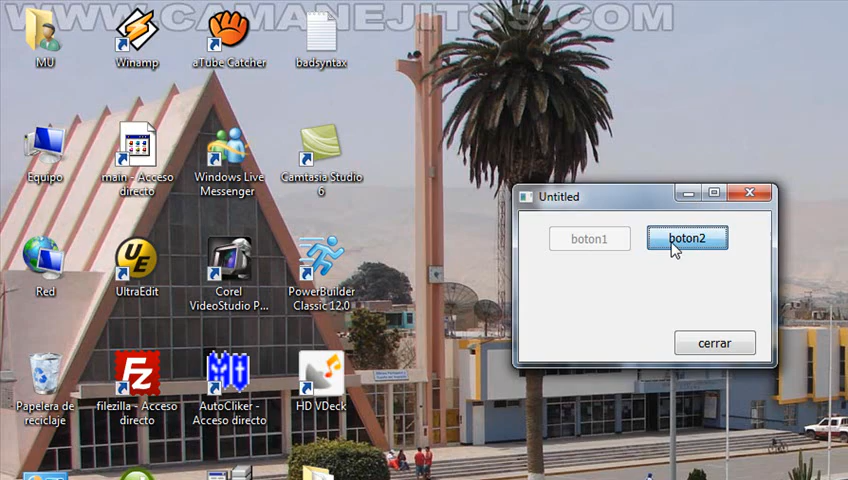 WWW.CAMANEJITOS.COM
MU
Winamp
aTube Catcher
badsyntax
Equipo
main - Acceso
directo
Windows Live
Messenger
Camtasia Studio
6
Red
UltraEdit
Corel
VideoStudio P...
PowerBuilder
Classic 12.0
Papelera de
reciclaje
filezilla - Acceso
directo
AutoCliker -
Acceso directo
HD VDeck
Untitled
boton1
boton2
cerrar